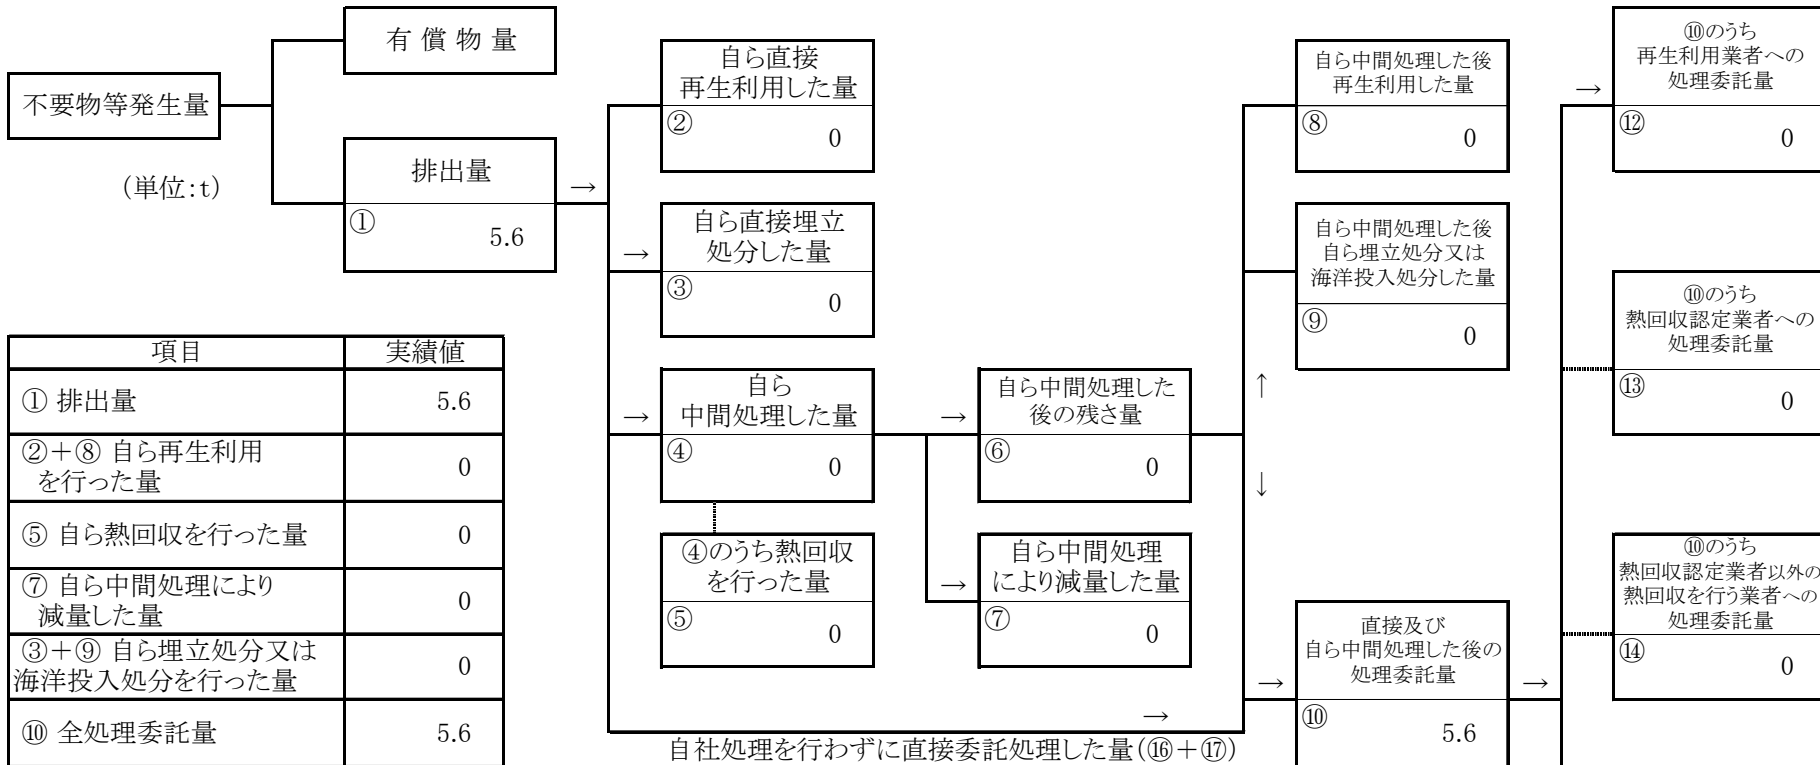 有 償 物 量
不要物等発生量
(単位:t)
排出量
→
①
5.6
自ら直接
再生利用した量
②
0
→
自ら直接埋立
処分した量
③
0
→
自ら
中間処理した量
④
0
④のうち熱回収
を行った量
⑤
0
→
自ら中間処理した
後の残さ量
⑥
0
→
自ら中間処理
により減量した量
⑦
0
自ら中間処理した後
再生利用した量
⑧
0
自ら中間処理した後
自ら埋立処分又は
海洋投入処分した量
⑨
0
↑
↓
→
自社処理を行わずに直接委託処理した量(⑯+⑰)
→
直接及び
自ら中間処理した後の
処理委託量
⑩
5.6
→
→
⑩のうち
再生利用業者への
処理委託量
⑫
0
⑩のうち
熱回収認定業者への
処理委託量
⑬
0
⑩のうち
熱回収認定業者以外の
熱回収を行う業者への
処理委託量
⑭
0
項目 実績値
① 排出量 5.6
②+⑧ 自ら再生利用
を行った量 0
⑤ 自ら熱回収を行った量 0
⑦ 自ら中間処理により
減量した量 0
③+⑨ 自ら埋立処分又は
海洋投入処分を行った量 0
⑩ 全処理委託量 5.6